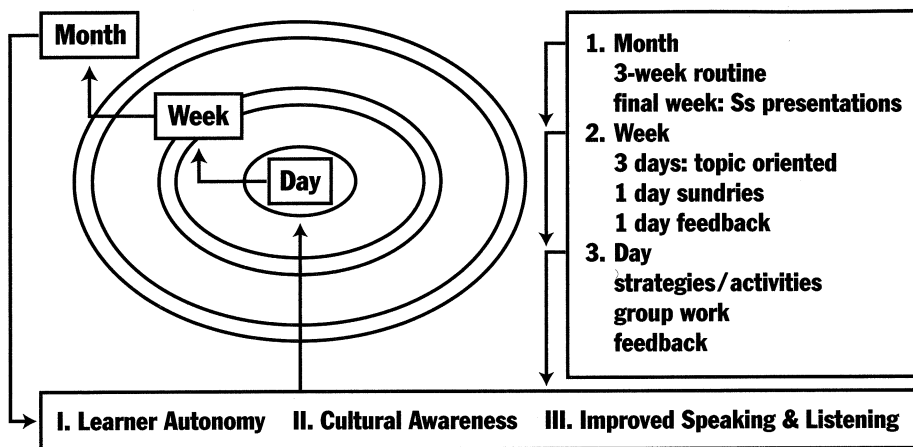 Month
Week
Day
1. Month
3-week routine
final week: Ss presentations
2. Week
3 days: topic oriented
1 day sundries
1 day feedback
3. Day
strategies/activities
group work
feedback
I. Learner Autonomy II. Cultural Awareness III. Improved Speaking & Listening